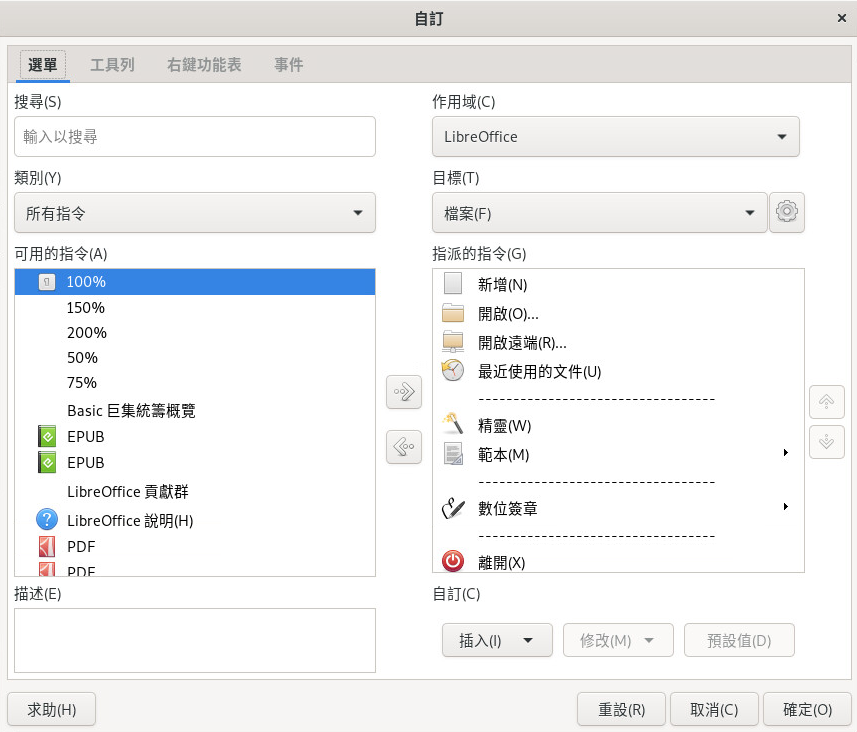 自訂
選單 工具列 右鍵功能表 事件
搜尋(S)
輸入以搜尋
類別(Y)
所有指令
可用的指令(A)
100%
150%
200%
50%
75%
Basic 巨集統籌概覽
EPUB
EPUB
LibreOffice 貢獻群
LibreOffice 說明(H)
PDF
PDF
描述(E)
作用域(C)
LibreOffice
目標(T)
檔案(F)
指派的指令(G)
新增(N)
開啟(O)...
開啟遠端(R)...
最近使用的文件(U)
----------------------------------
精靈(W)
範本(M)
----------------------------------
數位簽章
----------------------------------
離開(X)
自訂(C)
插入(I) 修改(M) 預設值(D)
求助(H) 重設(R) 取消(C) 確定(O)